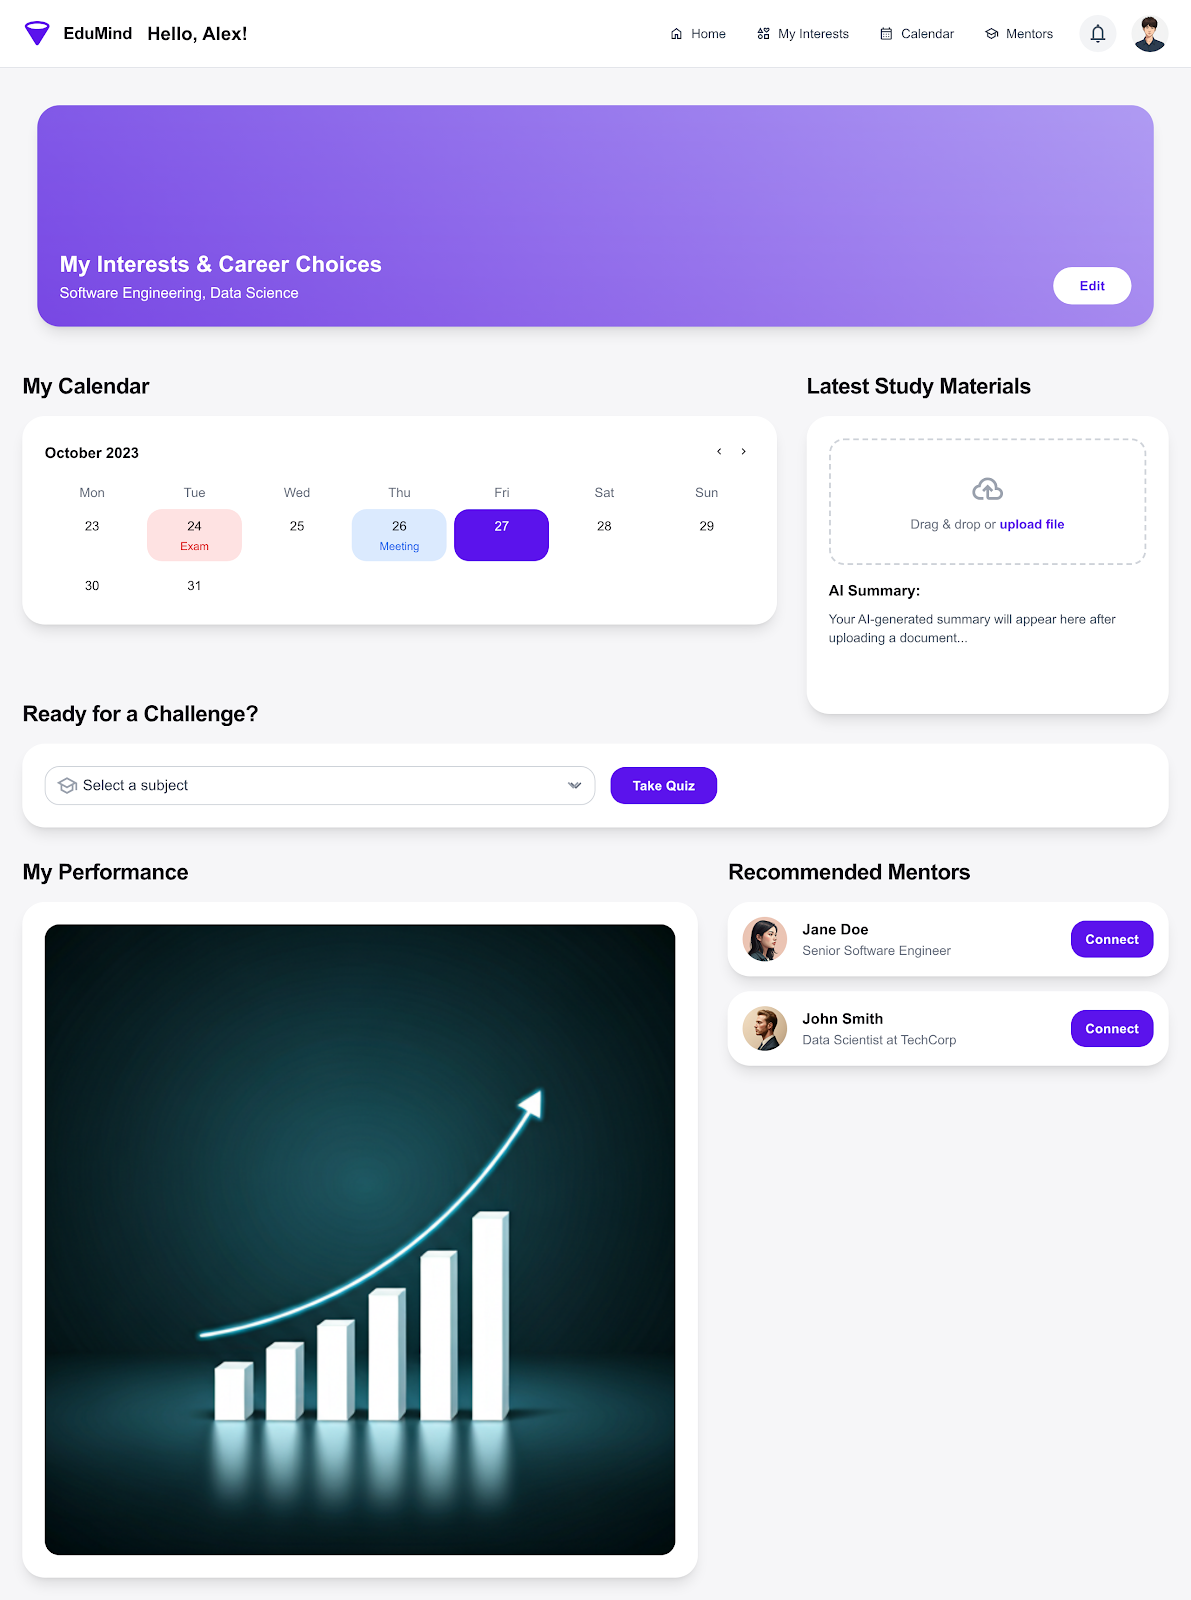 EduMind Hello, Alex!
Home My Interests Calendar Mentors
My Interests & Career Choices
Software Engineering, Data Science
Edit
My Calendar
October 2023
Mon Tue Wed Thu Fri Sat Sun
23 24 25 26 27 28 29
Exam Meeting
30 31
Latest Study Materials
Drag & drop or upload file
AI Summary:
Your AI-generated summary will appear here after
uploading a document...
Ready for a Challenge?
Select a subject
Take Quiz
My Performance
Recommended Mentors
Jane Doe
Senior Software Engineer
Connect
John Smith
Data Scientist at TechCorp
Connect